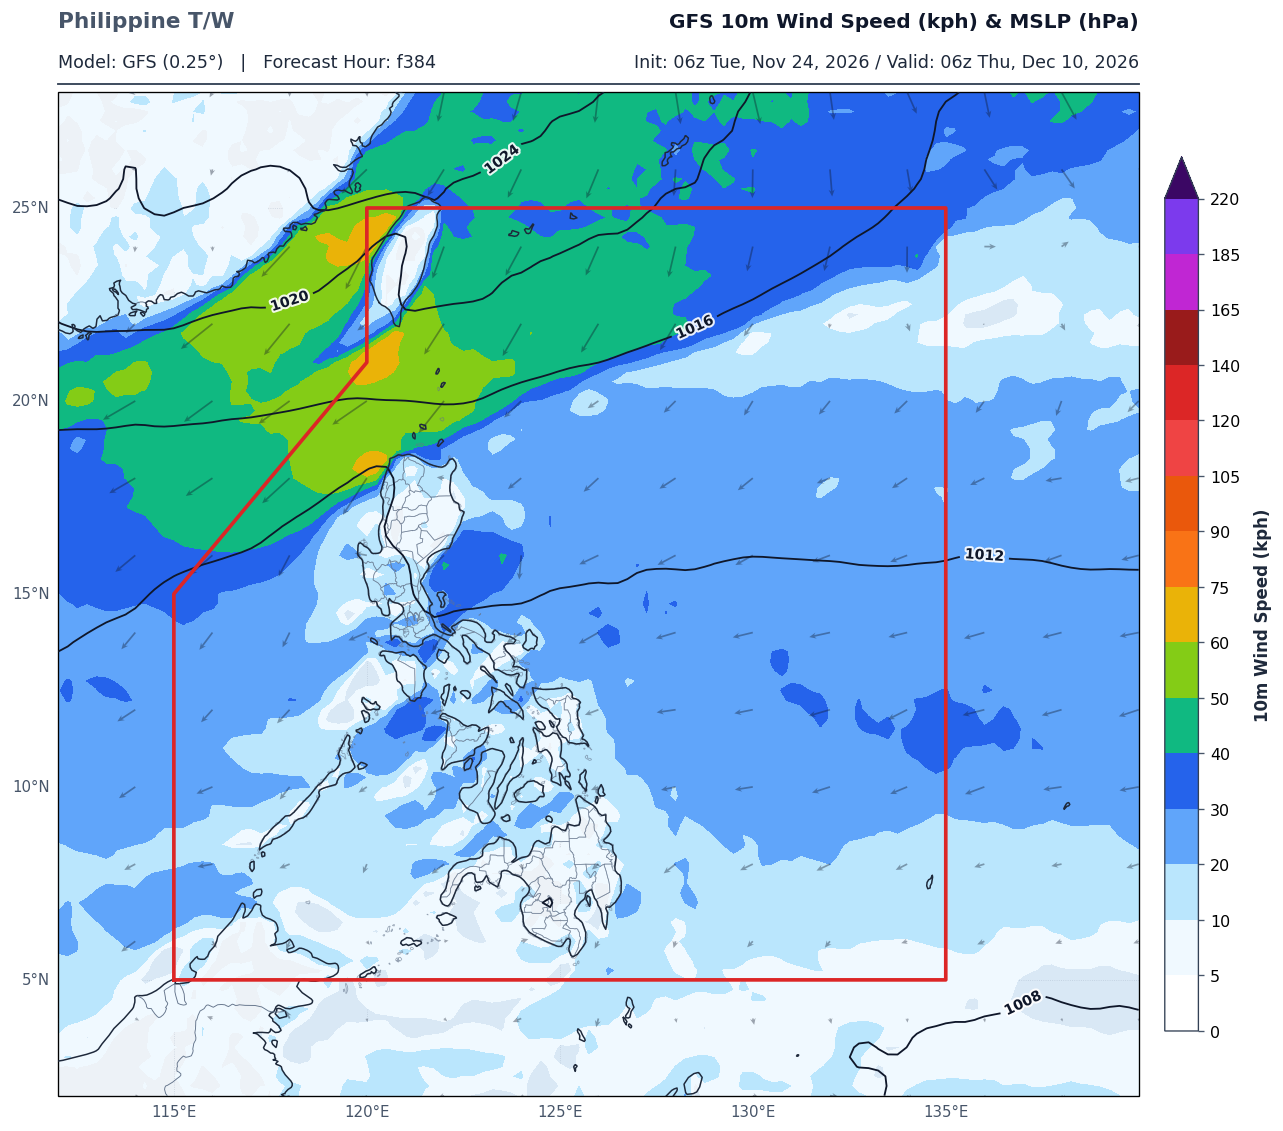 Philippine T/W
GFS 10m Wind Speed (kph) & MSLP (hPa)
Model: GFS (0.25°) | Forecast Hour: f384
Init: 06z Tue, Nov 24, 2026 / Valid: 06z Thu, Dec 10, 2026
1024
1020
1016
1012
1008
25°N
20°N
15°N
10°N
5°N
115°E
120°E
125°E
130°E
135°E
220
185
165
140
120
105
90
75
60
50
40
30
20
10
5
0
10m Wind Speed (kph)